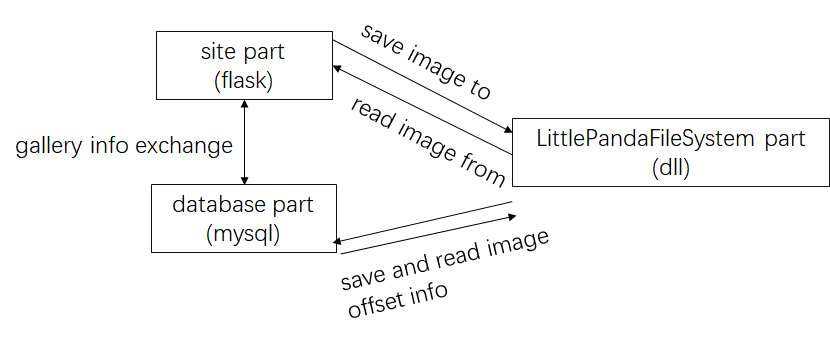 site part
(flask)
save image to
read image from
gallery info exchange
LittlePandaFileSystem part
(dll)
database part
(mysql)
save and read image
offset info